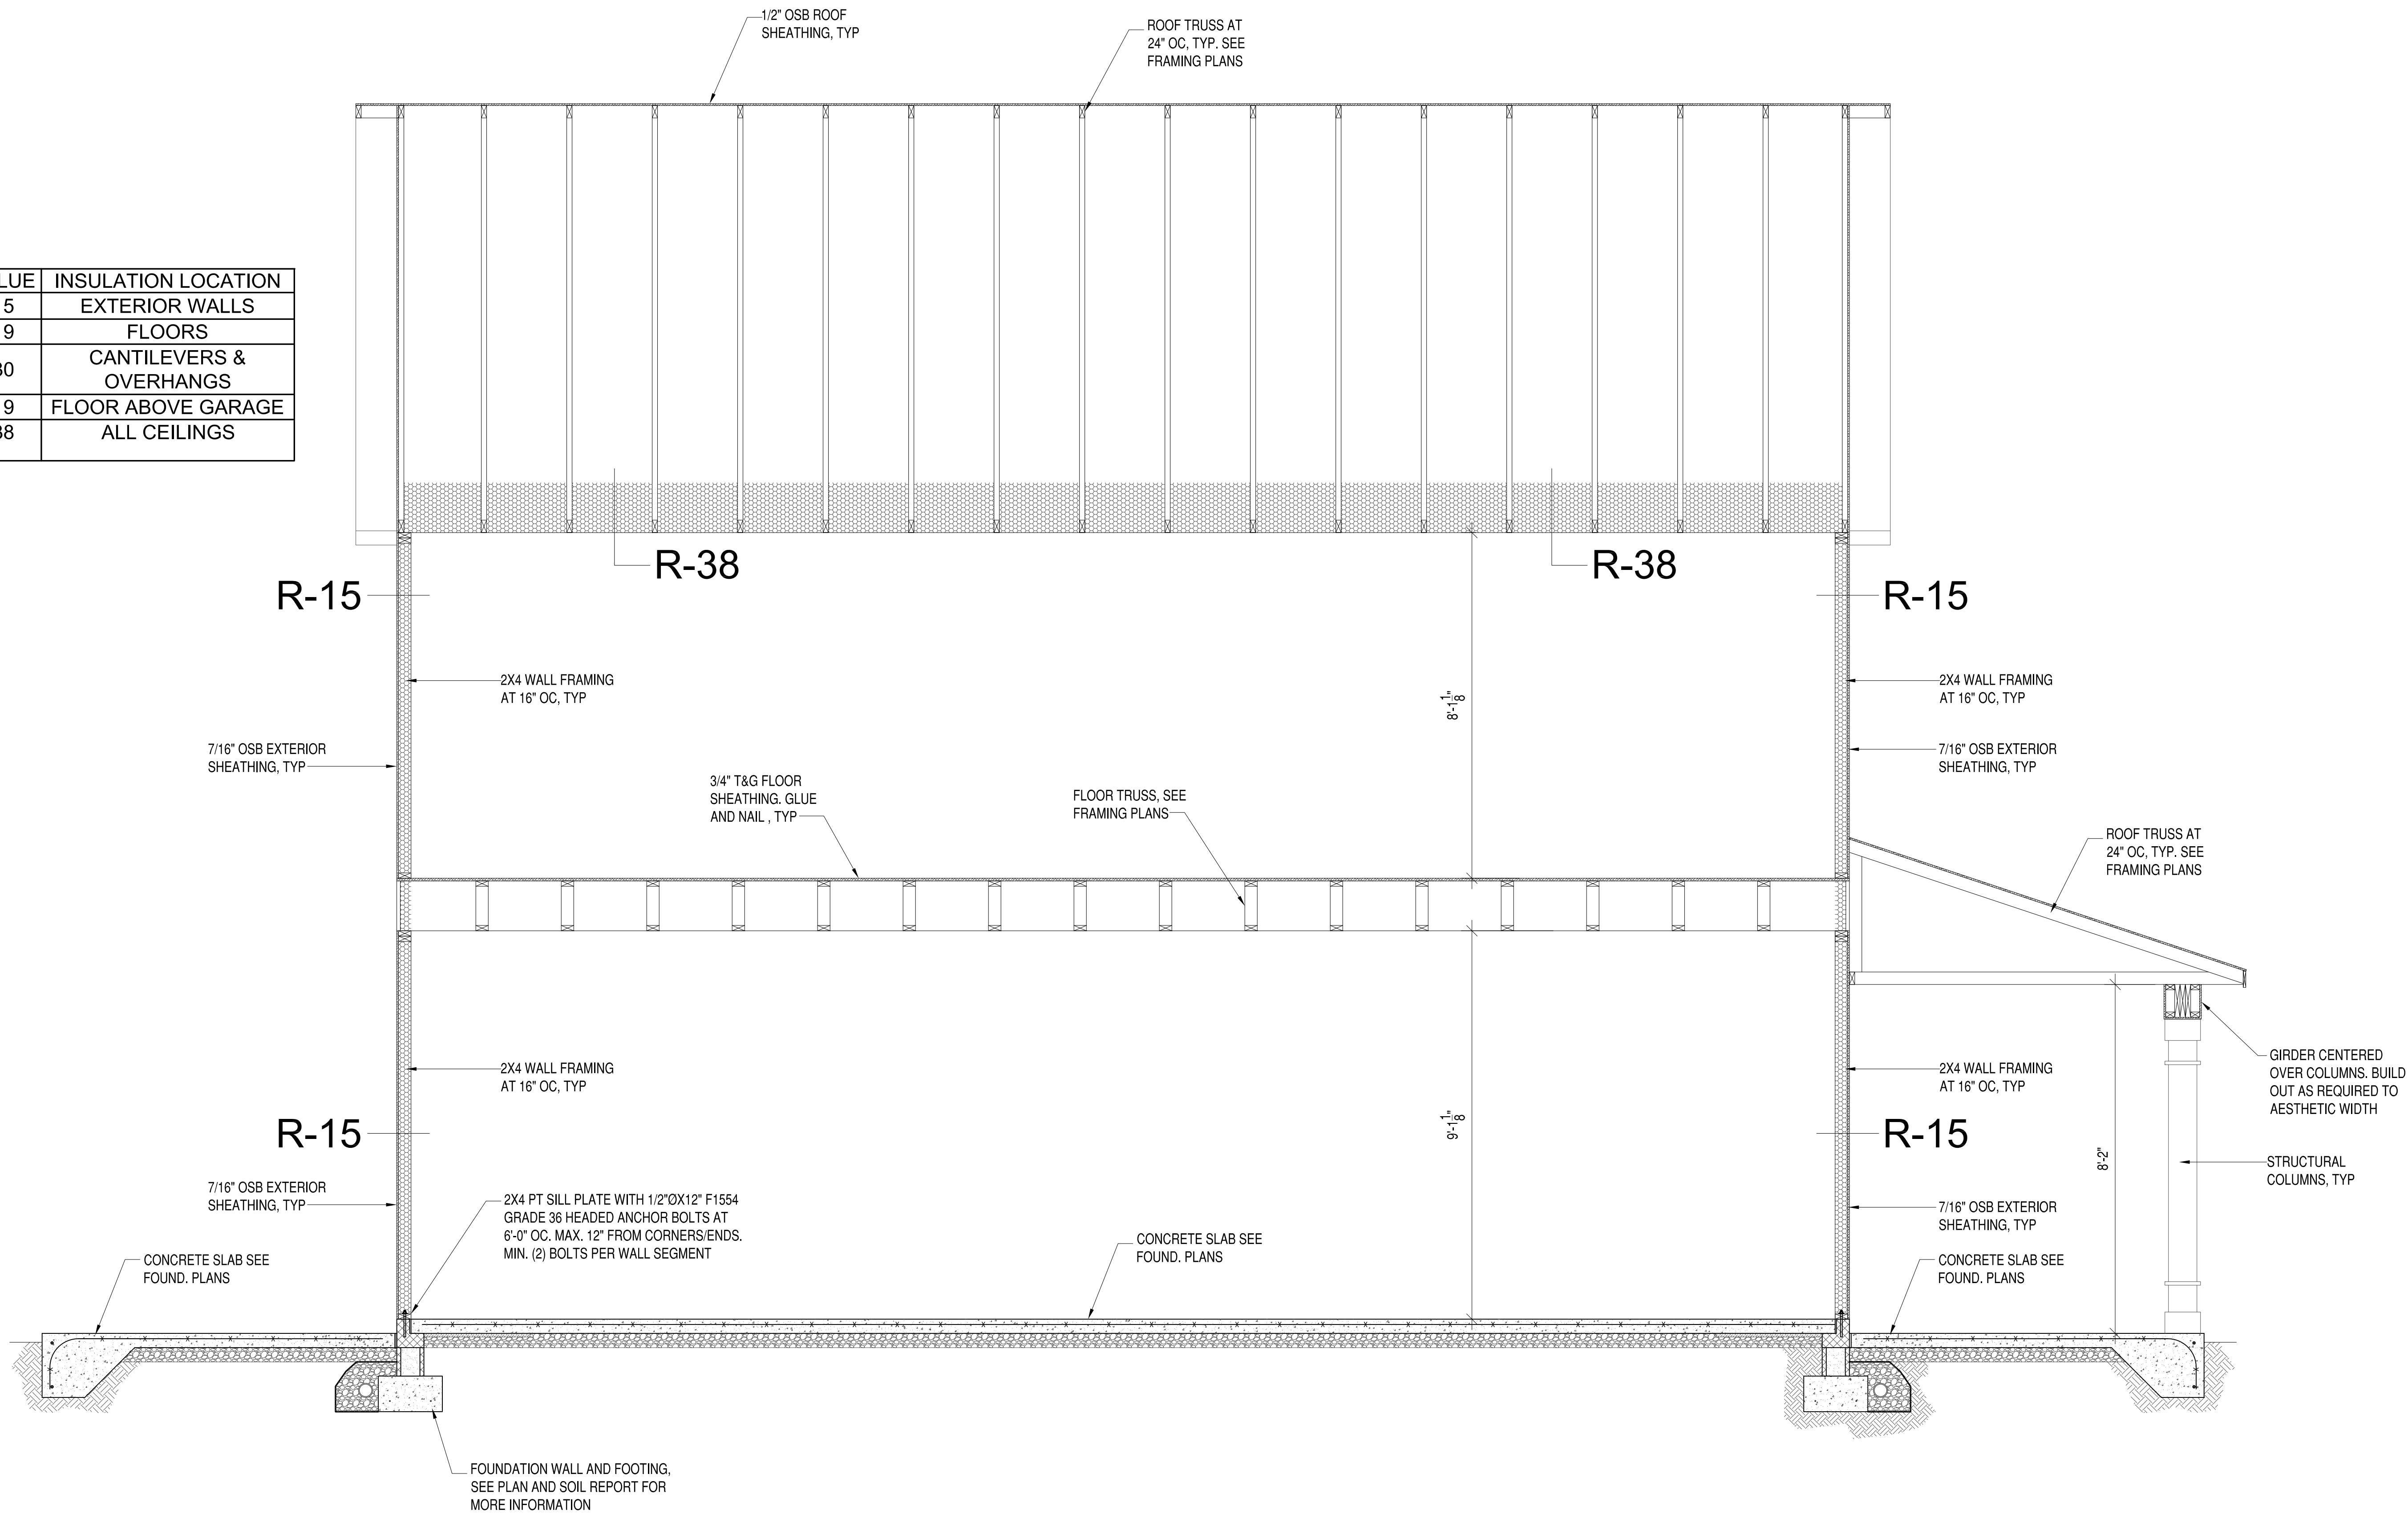 1/2" OSB ROOF
SHEATHING, TYP
ROOF TRUSS AT
24" OC, TYP. SEE
FRAMING PLANS
LUE INSULATION LOCATION
5 EXTERIOR WALLS
9 FLOORS
30 CANTILEVERS &
OVERHANGS
9 FLOOR ABOVE GARAGE
38 ALL CEILINGS
R-38
R-38
R-15
R-15
2X4 WALL FRAMING
AT 16" OC, TYP
8'-1 1/8"
2X4 WALL FRAMING
AT 16" OC, TYP
7/16" OSB EXTERIOR
SHEATHING, TYP
7/16" OSB EXTERIOR
SHEATHING, TYP
3/4" T&G FLOOR
SHEATHING. GLUE
AND NAIL , TYP
FLOOR TRUSS, SEE
FRAMING PLANS
ROOF TRUSS AT
24" OC, TYP. SEE
FRAMING PLANS
2X4 WALL FRAMING
AT 16" OC, TYP
2X4 WALL FRAMING
AT 16" OC, TYP
GIRDER CENTERED
OVER COLUMNS. BUILD
OUT AS REQUIRED TO
AESTHETIC WIDTH
R-15
9'-1 1/8"
R-15
8'-2"
STRUCTURAL
COLUMNS, TYP
7/16" OSB EXTERIOR
SHEATHING, TYP
2X4 PT SILL PLATE WITH 1/2"ØX12" F1554
GRADE 36 HEADED ANCHOR BOLTS AT
6'-0" OC. MAX. 12" FROM CORNERS/ENDS.
MIN. (2) BOLTS PER WALL SEGMENT
7/16" OSB EXTERIOR
SHEATHING, TYP
CONCRETE SLAB SEE
FOUND. PLANS
CONCRETE SLAB SEE
FOUND. PLANS
CONCRETE SLAB SEE
FOUND. PLANS
FOUNDATION WALL AND FOOTING,
SEE PLAN AND SOIL REPORT FOR
MORE INFORMATION